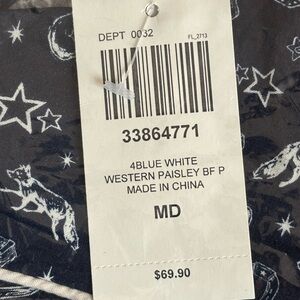 DEPT 0032 FL_2713
33864771
4BLUE WHITE
WESTERN PAISLEY BF P
MADE IN CHINA
MD
$69.90